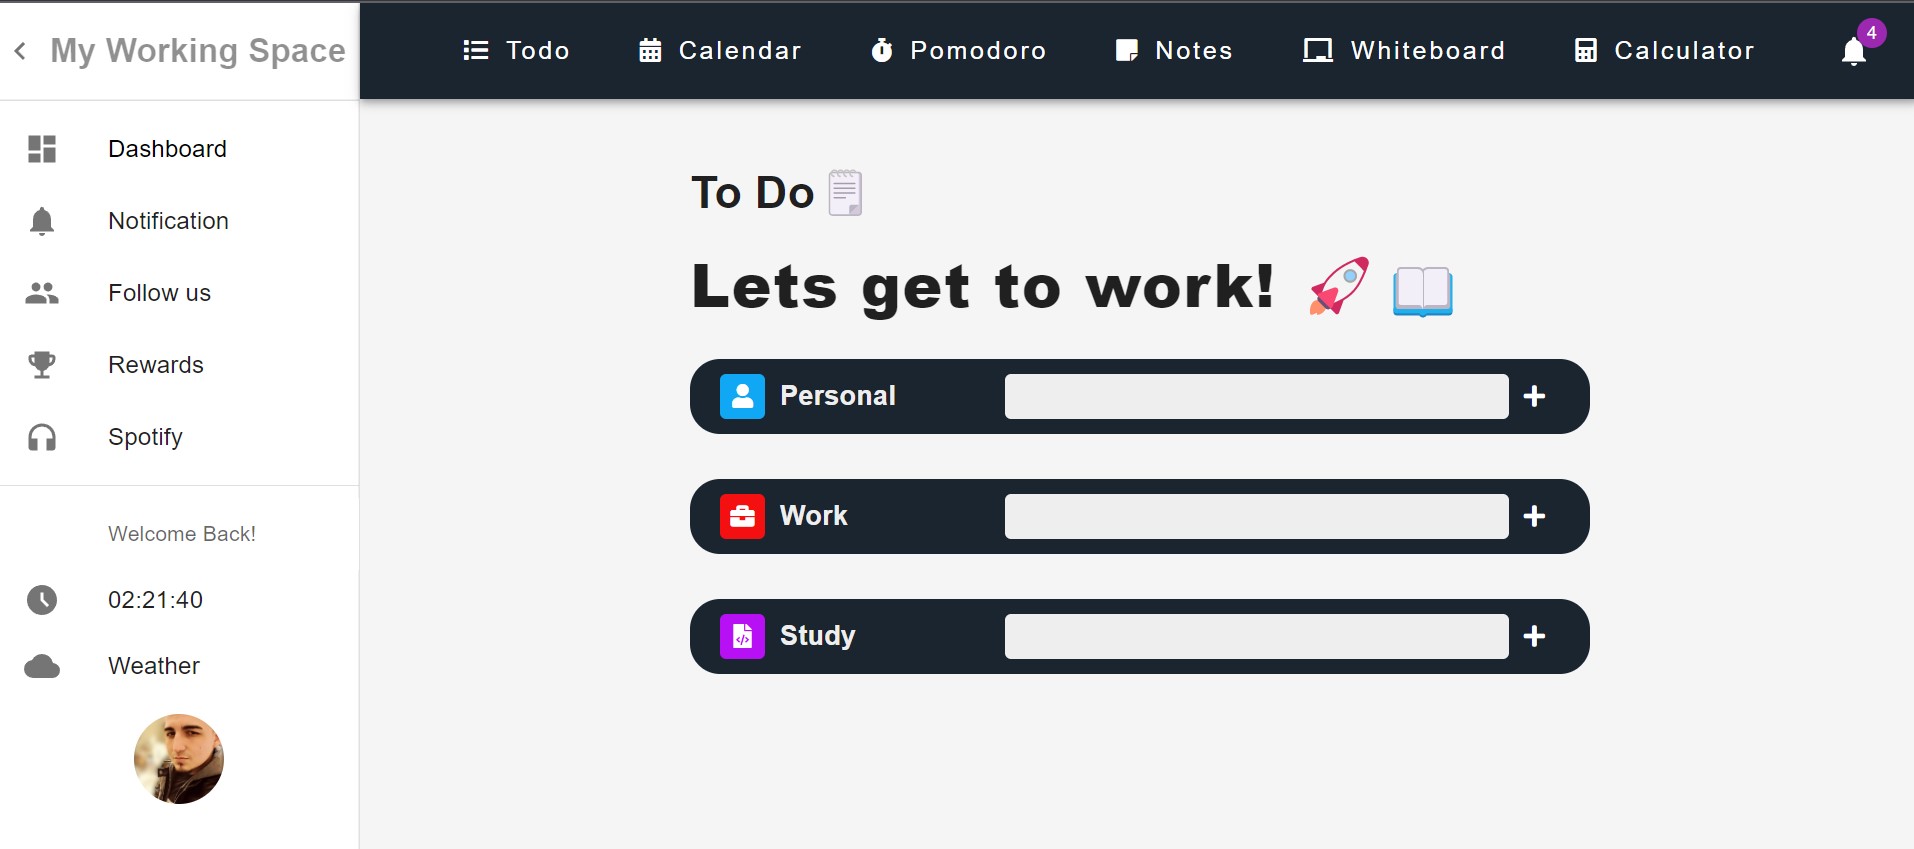 My Working Space
Todo
Calendar
Pomodoro
Notes
Whiteboard
Calculator
4
Dashboard
Notification
Follow us
Rewards
Spotify
Welcome Back!
02:21:40
Weather
To Do
Lets get to work!
Personal
Work
Study